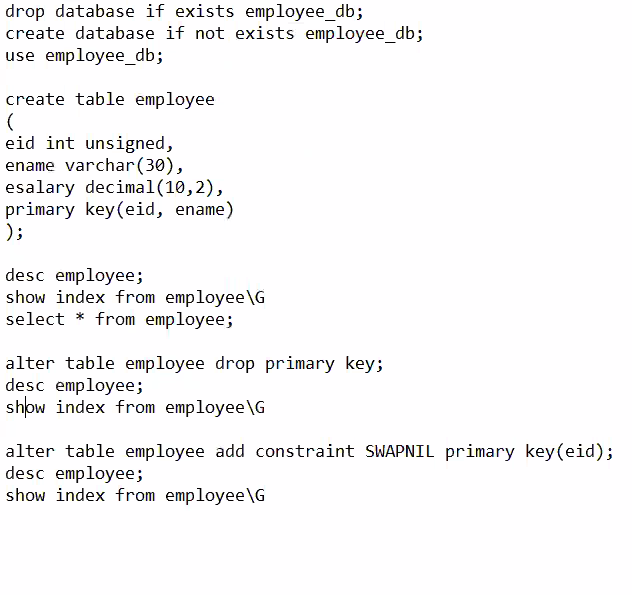 drop database if exists employee_db;
create database if not exists employee_db;
use employee_db;
create table employee
(
eid int unsigned,
ename varchar(30),
esalary decimal(10,2),
primary key(eid, ename)
);
desc employee;
show index from employee\G
select * from employee;
alter table employee drop primary key;
desc employee;
show index from employee\G
alter table employee add constraint SWAPNIL primary key(eid);
desc employee;
show index from employee\G